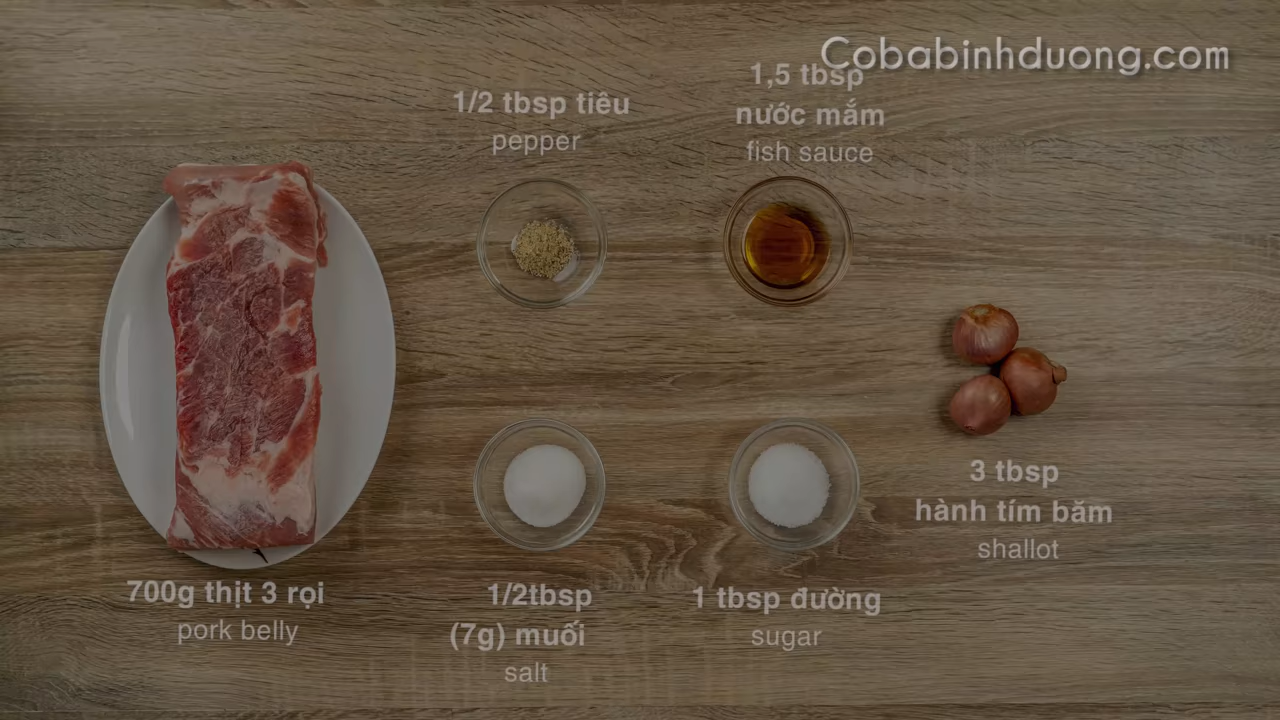 Cobabinhduong.com
1/2 tbsp tiêu
pepper
1,5 tbsp
nước mắm
fish sauce
3 tbsp
hành tím băm
shallot
700g thịt 3 rọi
pork belly
1/2tbsp
(7g) muối
salt
1 tbsp đường
sugar